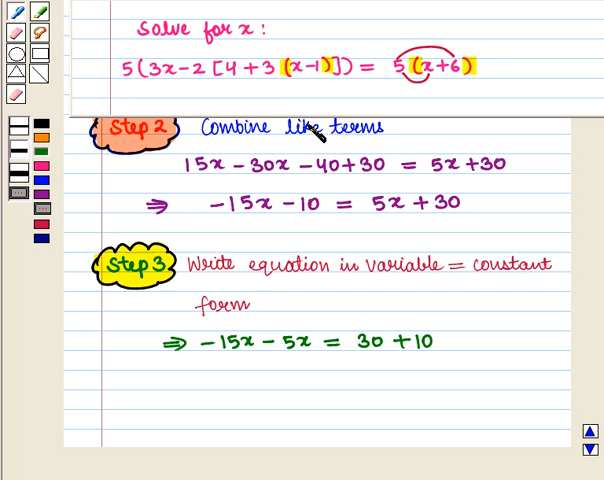 Solve for x :
5(3x-2[4+3(x-1)]) = 5(x+6)
Step 2 Combine like terms
15x-30x-40+30 = 5x+30
⇒ -15x-10 = 5x+30
Step 3 Write equation in variable = constant
form
⇒ -15x-5x = 30+10